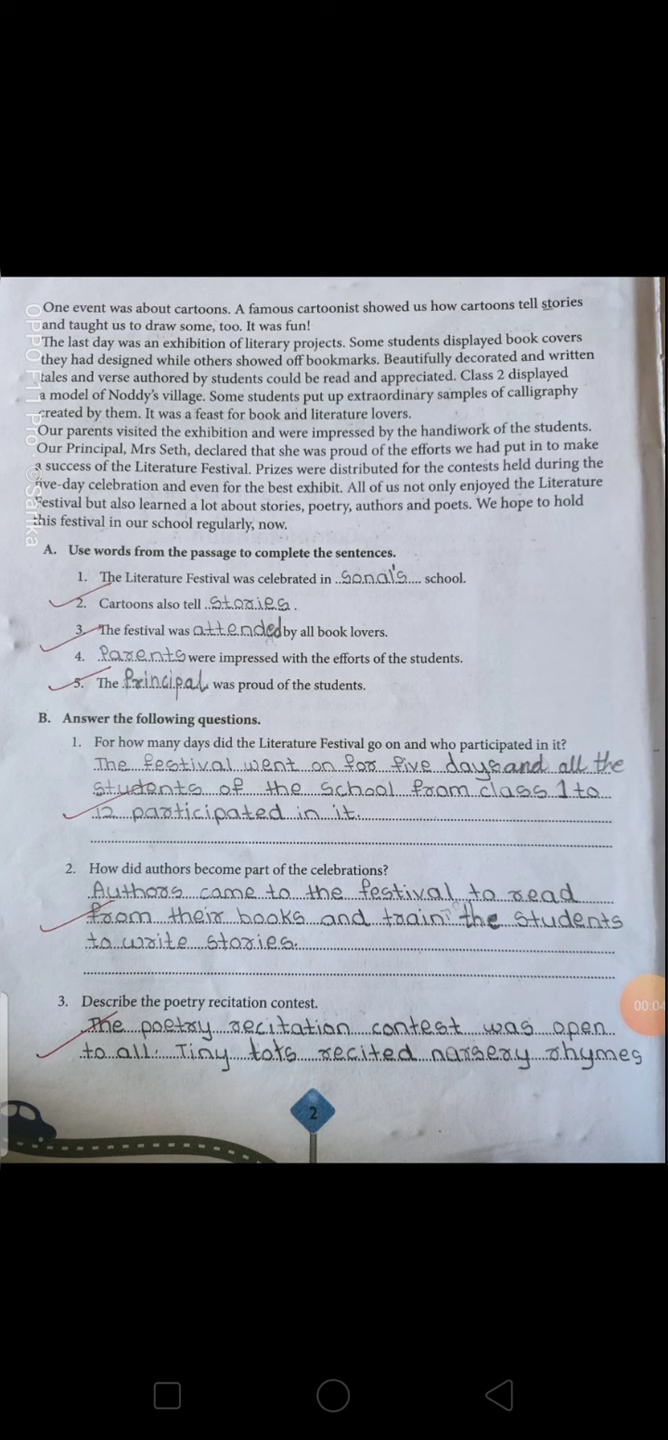 One event was about cartoons. A famous cartoonist showed us how cartoons tell stories
and taught us to draw some, too. It was fun!
The last day was an exhibition of literary projects. Some students displayed book covers
they had designed while others showed off bookmarks. Beautifully decorated and written
tales and verse authored by students could be read and appreciated. Class 2 displayed
a model of Noddy's village. Some students put up extraordinary samples of calligraphy
created by them. It was a feast for book and literature lovers.
Our parents visited the exhibition and were impressed by the handiwork of the students.
Our Principal, Mrs Seth, declared that she was proud of the efforts we had put in to make
a success of the Literature Festival. Prizes were distributed for the contests held during the
five-day celebration and even for the best exhibit. All of us not only enjoyed the Literature
Festival but also learned a lot about stories, poetry, authors and poets. We hope to hold
this festival in our school regularly, now.
A. Use words from the passage to complete the sentences.
1. The Literature Festival was celebrated in ..Sonal's.... school.
2. Cartoons also tell ..Stories. .
3. The festival was attended by all book lovers.
4. Parents were impressed with the efforts of the students.
5. The Principal was proud of the students.
B. Answer the following questions.
1. For how many days did the Literature Festival go on and who participated in it?
The festival went on for five days and all the
students of the school from class 1 to
12 participated in it.
2. How did authors become part of the celebrations?
Authors came to the festival to read
from their books and train the students
to write stories.
3. Describe the poetry recitation contest.
The poetry recitation contest was open
to all. Tiny tots recited narsery rhymes
2
00:04
OPPO F11 Pro ©Sarika